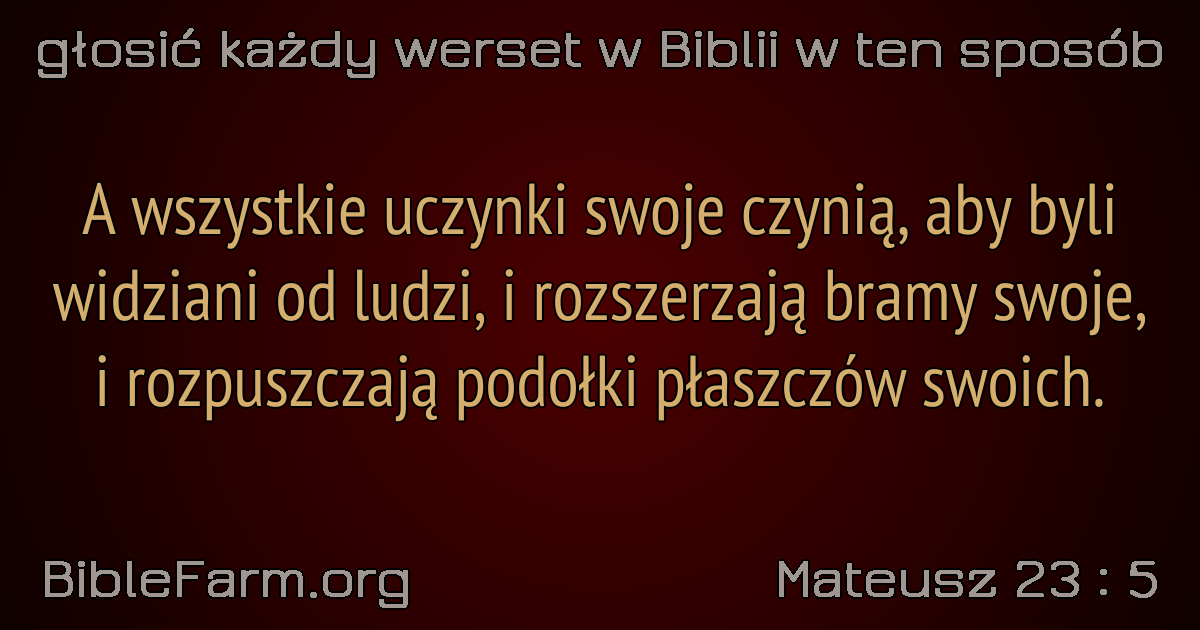 głosić każdy werset w Biblii w ten sposób
A wszystkie uczynki swoje czynią, aby byli
widziani od ludzi, i rozszerzają bramy swoje,
i rozpuszczają podołki płaszczów swoich.
BibleFarm.org
Mateusz 23 : 5